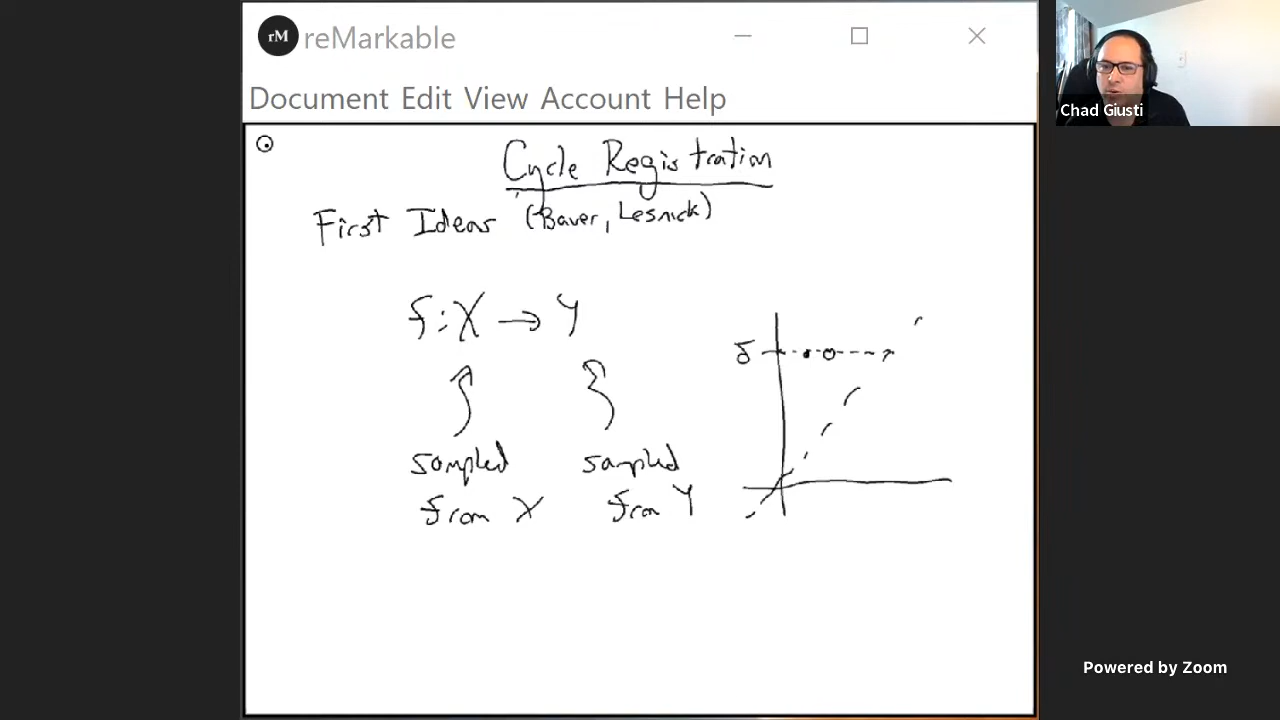 rM reMarkable
Document Edit View Account Help
Chad Giusti
Cycle Registration
First Ideas (Bauer, Lesnick)
f: X → Y
δ
sampled sampled
from X from Y
Powered by Zoom